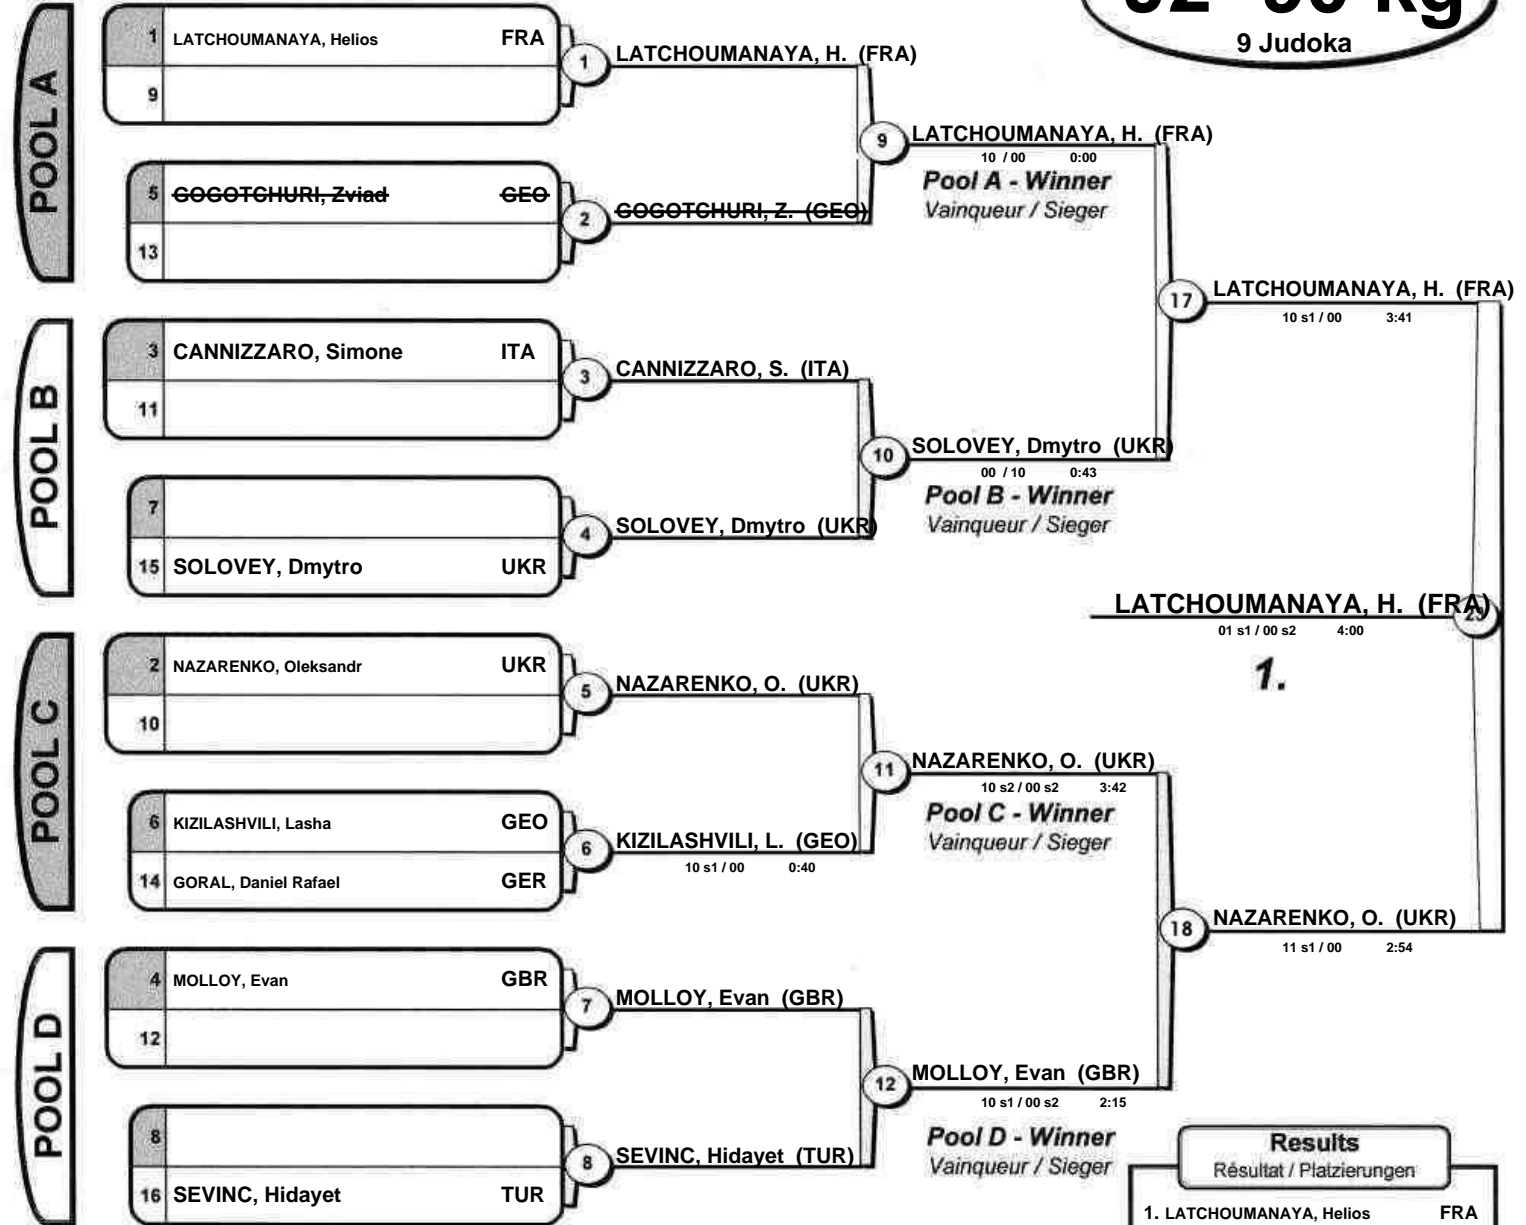 9 Judoka
POOL A
1 LATCHOUMANAYA, Helios FRA
9
1 LATCHOUMANAYA, H. (FRA)
5 GOGOTCHURI, Zviad GEO
13
2 GOGOTCHURI, Z. (GEO)
9 LATCHOUMANAYA, H. (FRA)
10 / 00 0:00
Pool A - Winner
Vainqueur / Sieger
POOL B
3 CANNIZZARO, Simone ITA
11
3 CANNIZZARO, S. (ITA)
7
15 SOLOVEY, Dmytro UKR
4 SOLOVEY, Dmytro (UKR)
10 SOLOVEY, Dmytro (UKR)
00 / 10 0:43
Pool B - Winner
Vainqueur / Sieger
17 LATCHOUMANAYA, H. (FRA)
10 s1 / 00 3:41
LATCHOUMANAYA, H. (FRA)
01 s1 / 00 s2 4:00
1.
POOL C
2 NAZARENKO, Oleksandr UKR
10
5 NAZARENKO, O. (UKR)
6 KIZILASHVILI, Lasha GEO
14 GORAL, Daniel Rafael GER
6 KIZILASHVILI, L. (GEO)
10 s1 / 00 0:40
11 NAZARENKO, O. (UKR)
10 s2 / 00 s2 3:42
Pool C - Winner
Vainqueur / Sieger
18 NAZARENKO, O. (UKR)
11 s1 / 00 2:54
POOL D
4 MOLLOY, Evan GBR
12
7 MOLLOY, Evan (GBR)
8
16 SEVINC, Hidayet TUR
8 SEVINC, Hidayet (TUR)
12 MOLLOY, Evan (GBR)
10 s1 / 00 s2 2:15
Pool D - Winner
Vainqueur / Sieger
Results
Résultat / Platzierungen
1. LATCHOUMANAYA, Helios FRA